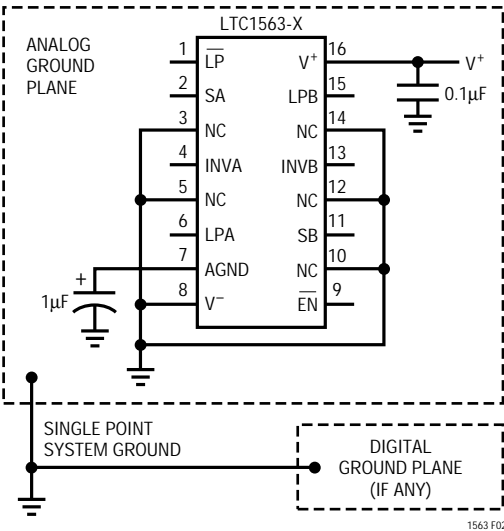 LTC1563-X
ANALOG
GROUND
PLANE
1 LP V+ 16 V+
2 SA LPB 15 0.1µF
3 NC NC 14
4 INVA INVB 13
5 NC NC 12
6 LPA SB 11
7 AGND NC 10
+
1µF
8 V− EN 9
SINGLE POINT
SYSTEM GROUND
DIGITAL
GROUND PLANE
(IF ANY)
1563 F02